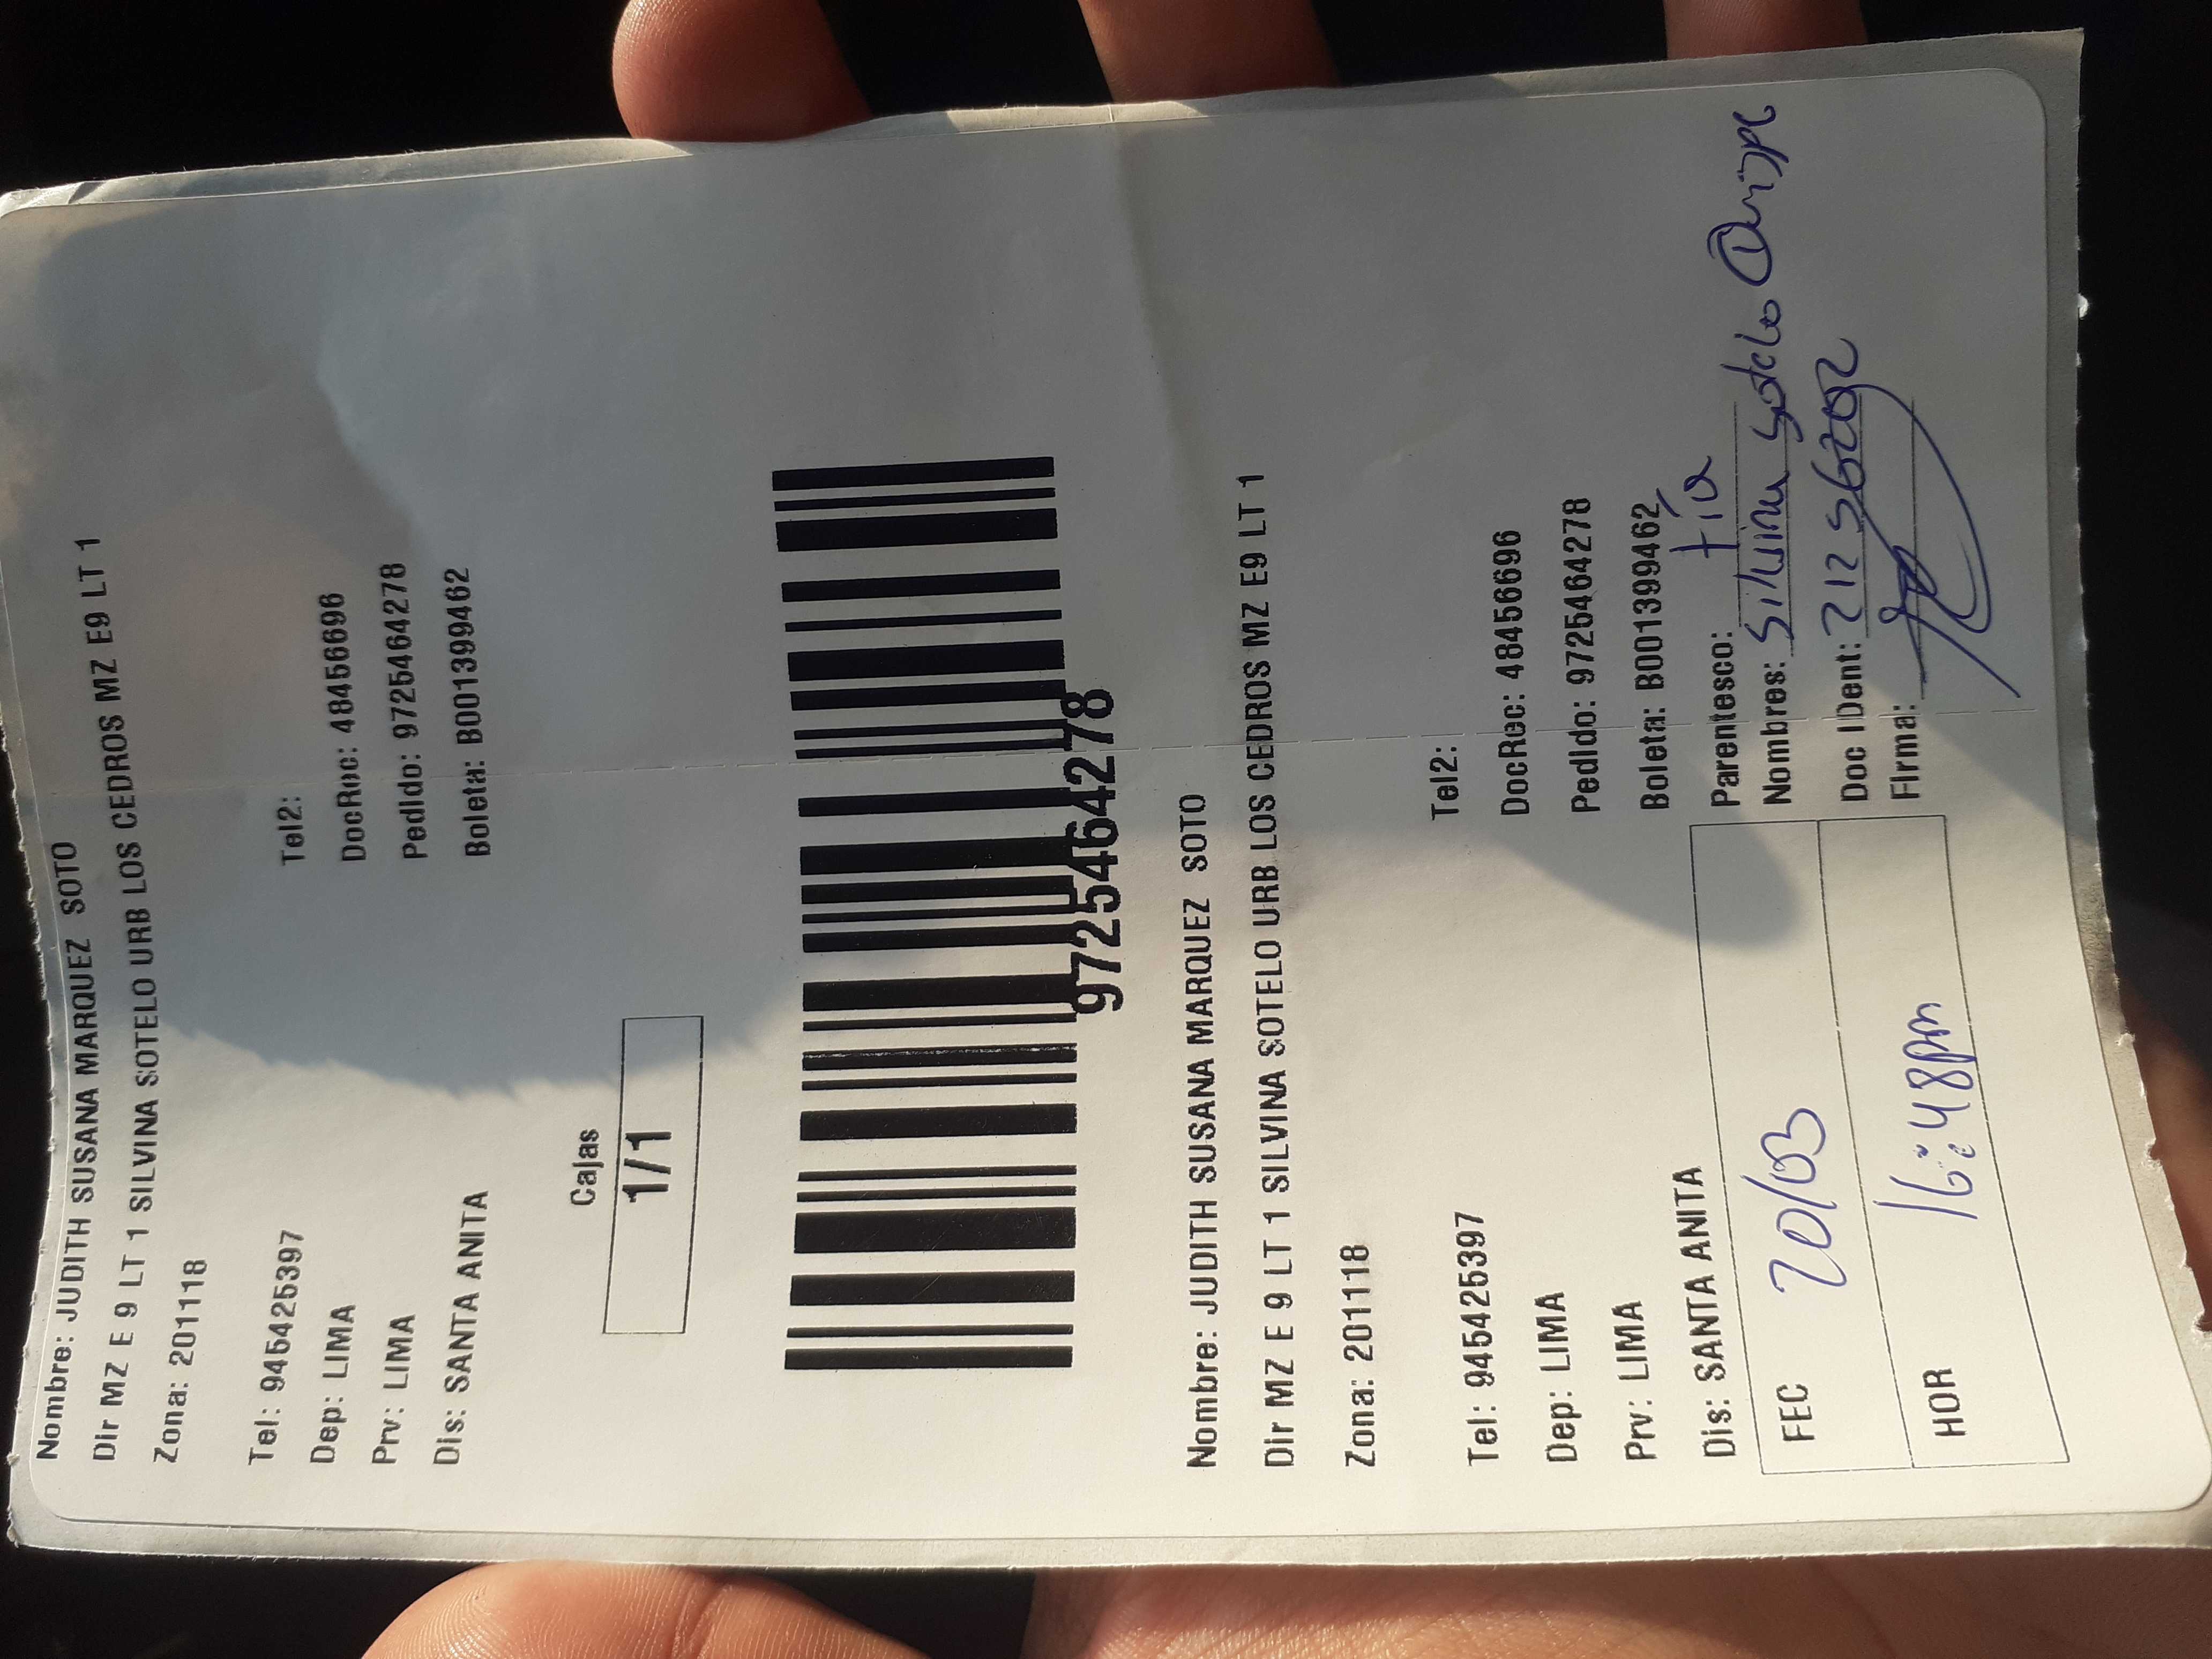 Nombre: JUDITH SUSANA MARQUEZ SOTO
Dir MZ E 9 LT 1 SILVINA SOTELO URB LOS CEDROS MZ E9 LT 1
Zona: 201118
Tel: 945425397 Tel2:
Dep: LIMA DocRec: 48456696
Prv: LIMA Pedido: 9725464278
Dis: SANTA ANITA Boleta: B001399462
Cajas
1/1
9725464278
Nombre: JUDITH SUSANA MARQUEZ SOTO
Dir MZ E 9 LT 1 SILVINA SOTELO URB LOS CEDROS MZ E9 LT 1
Zona: 201118
Tel: 945425397 Tel2:
Dep: LIMA DocRec: 48456696
Prv: LIMA Pedido: 9725464278
Dis: SANTA ANITA Boleta: B001399462
FEC 20/03 Parentesco: tía
Nombres: Silvina Sotelo Quispe
HOR 16:48pm Doc IDent:
Firma: